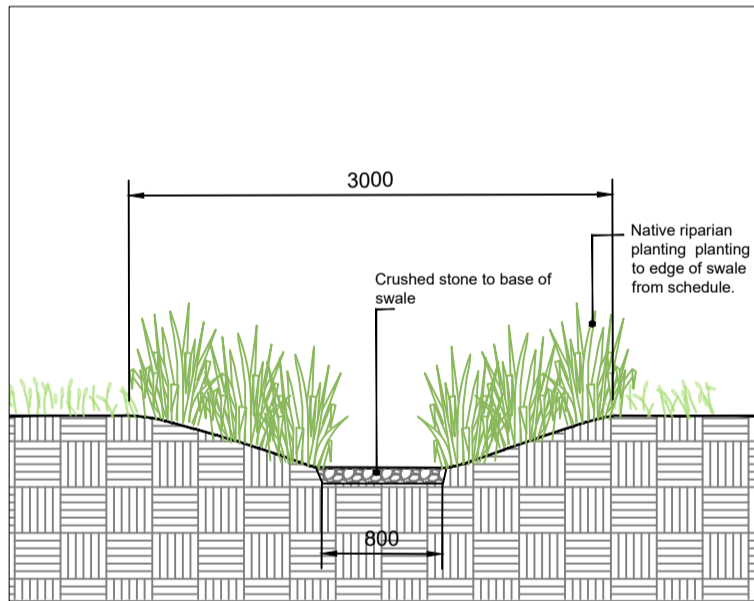 3000
Native riparian
planting planting
to edge of swale
from schedule.
Crushed stone to base of
swale
800